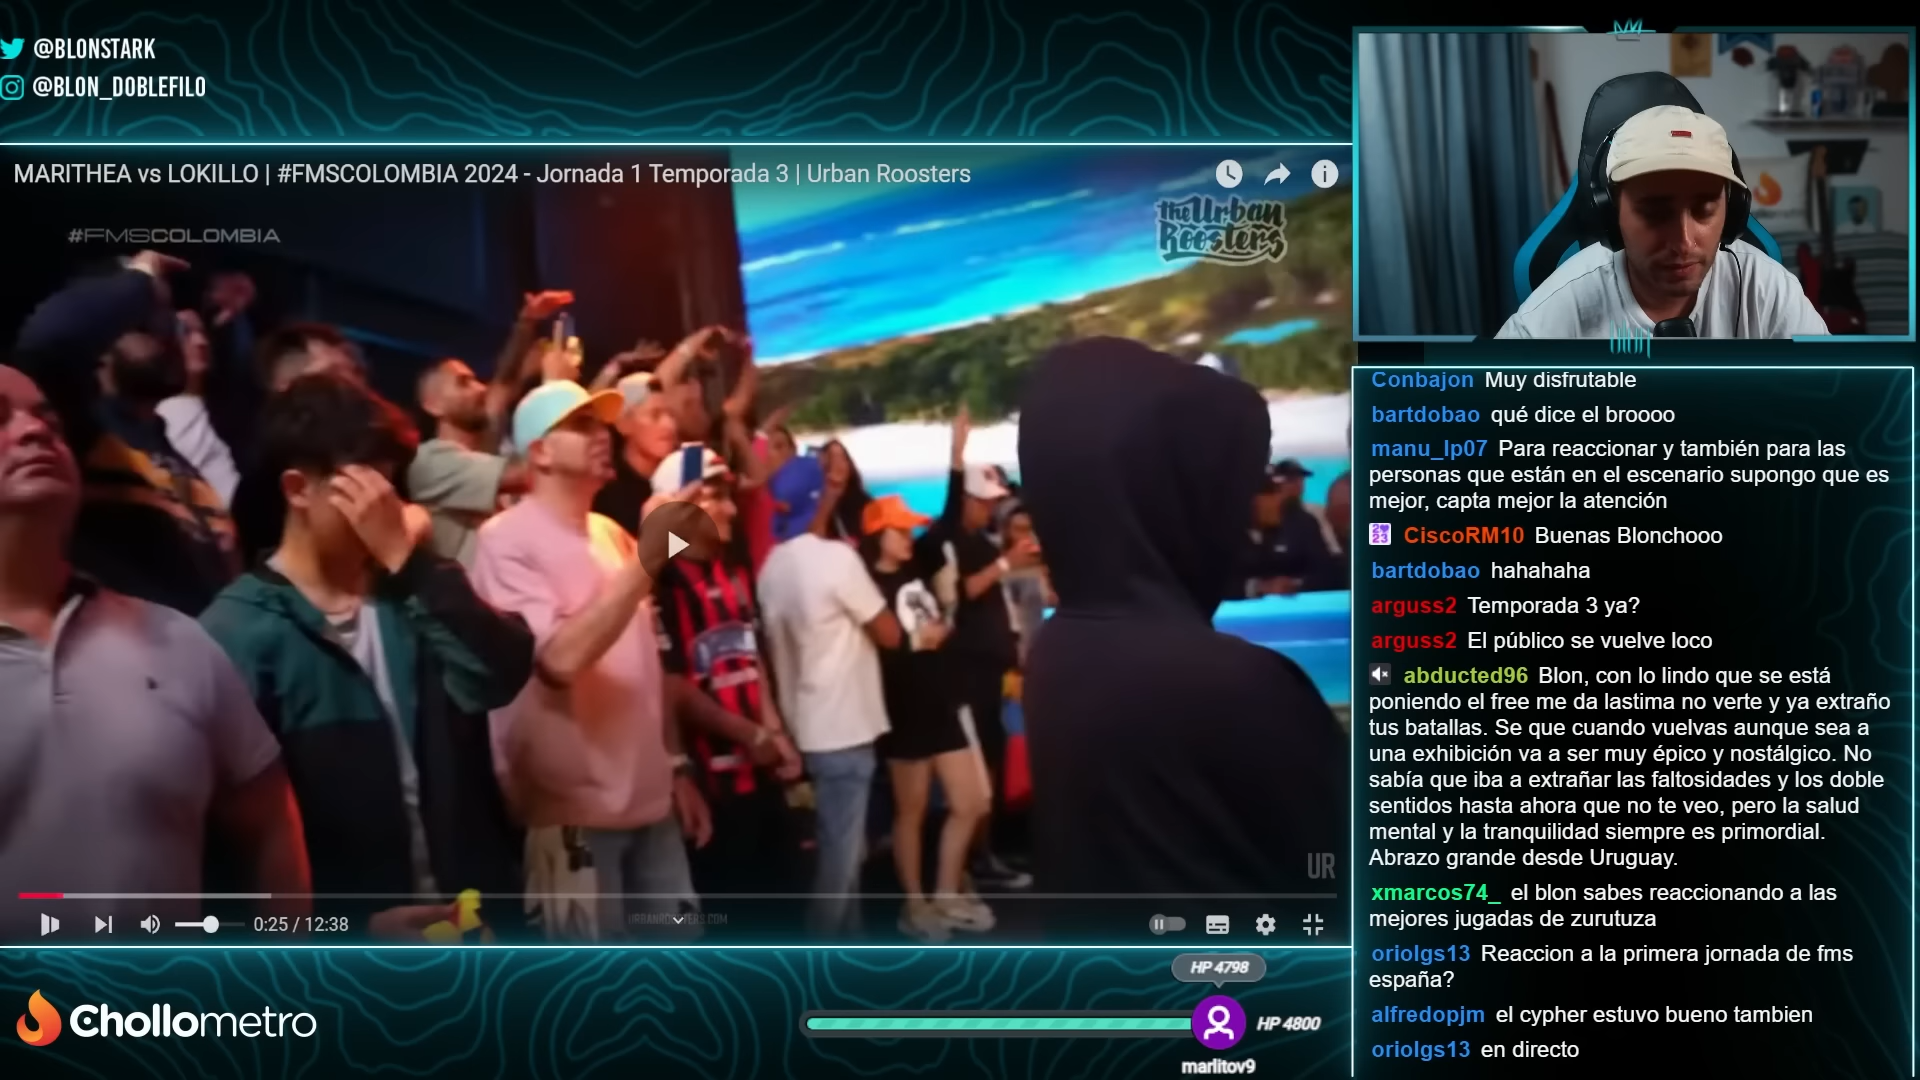 @BLONSTARK
@BLON_DOBLEFILO
MARITHEA vs LOKILLO | #FMSCOLOMBIA 2024 - Jornada 1 Temporada 3 | Urban Roosters
#FMSCOLOMBIA
the Urban
Roosters
UR
URBANROOSTERS.COM
0:25 / 12:38
Chollometro
HP 4798
HP 4800
marlitov9
Conbajon Muy disfrutable
bartdobao qué dice el broooo
manu_lp07 Para reaccionar y también para las
personas que están en el escenario supongo que es
mejor, capta mejor la atención
CiscoRM10 Buenas Blonchooo
bartdobao hahahaha
arguss2 Temporada 3 ya?
arguss2 El público se vuelve loco
abducted96 Blon, con lo lindo que se está
poniendo el free me da lastima no verte y ya extraño
tus batallas. Se que cuando vuelvas aunque sea a
una exhibición va a ser muy épico y nostálgico. No
sabía que iba a extrañar las faltosidades y los doble
sentidos hasta ahora que no te veo, pero la salud
mental y la tranquilidad siempre es primordial.
Abrazo grande desde Uruguay.
xmarcos74_ el blon sabes reaccionando a las
mejores jugadas de zurutuza
oriolgs13 Reaccion a la primera jornada de fms
españa?
alfredopjm el cypher estuvo bueno tambien
oriolgs13 en directo